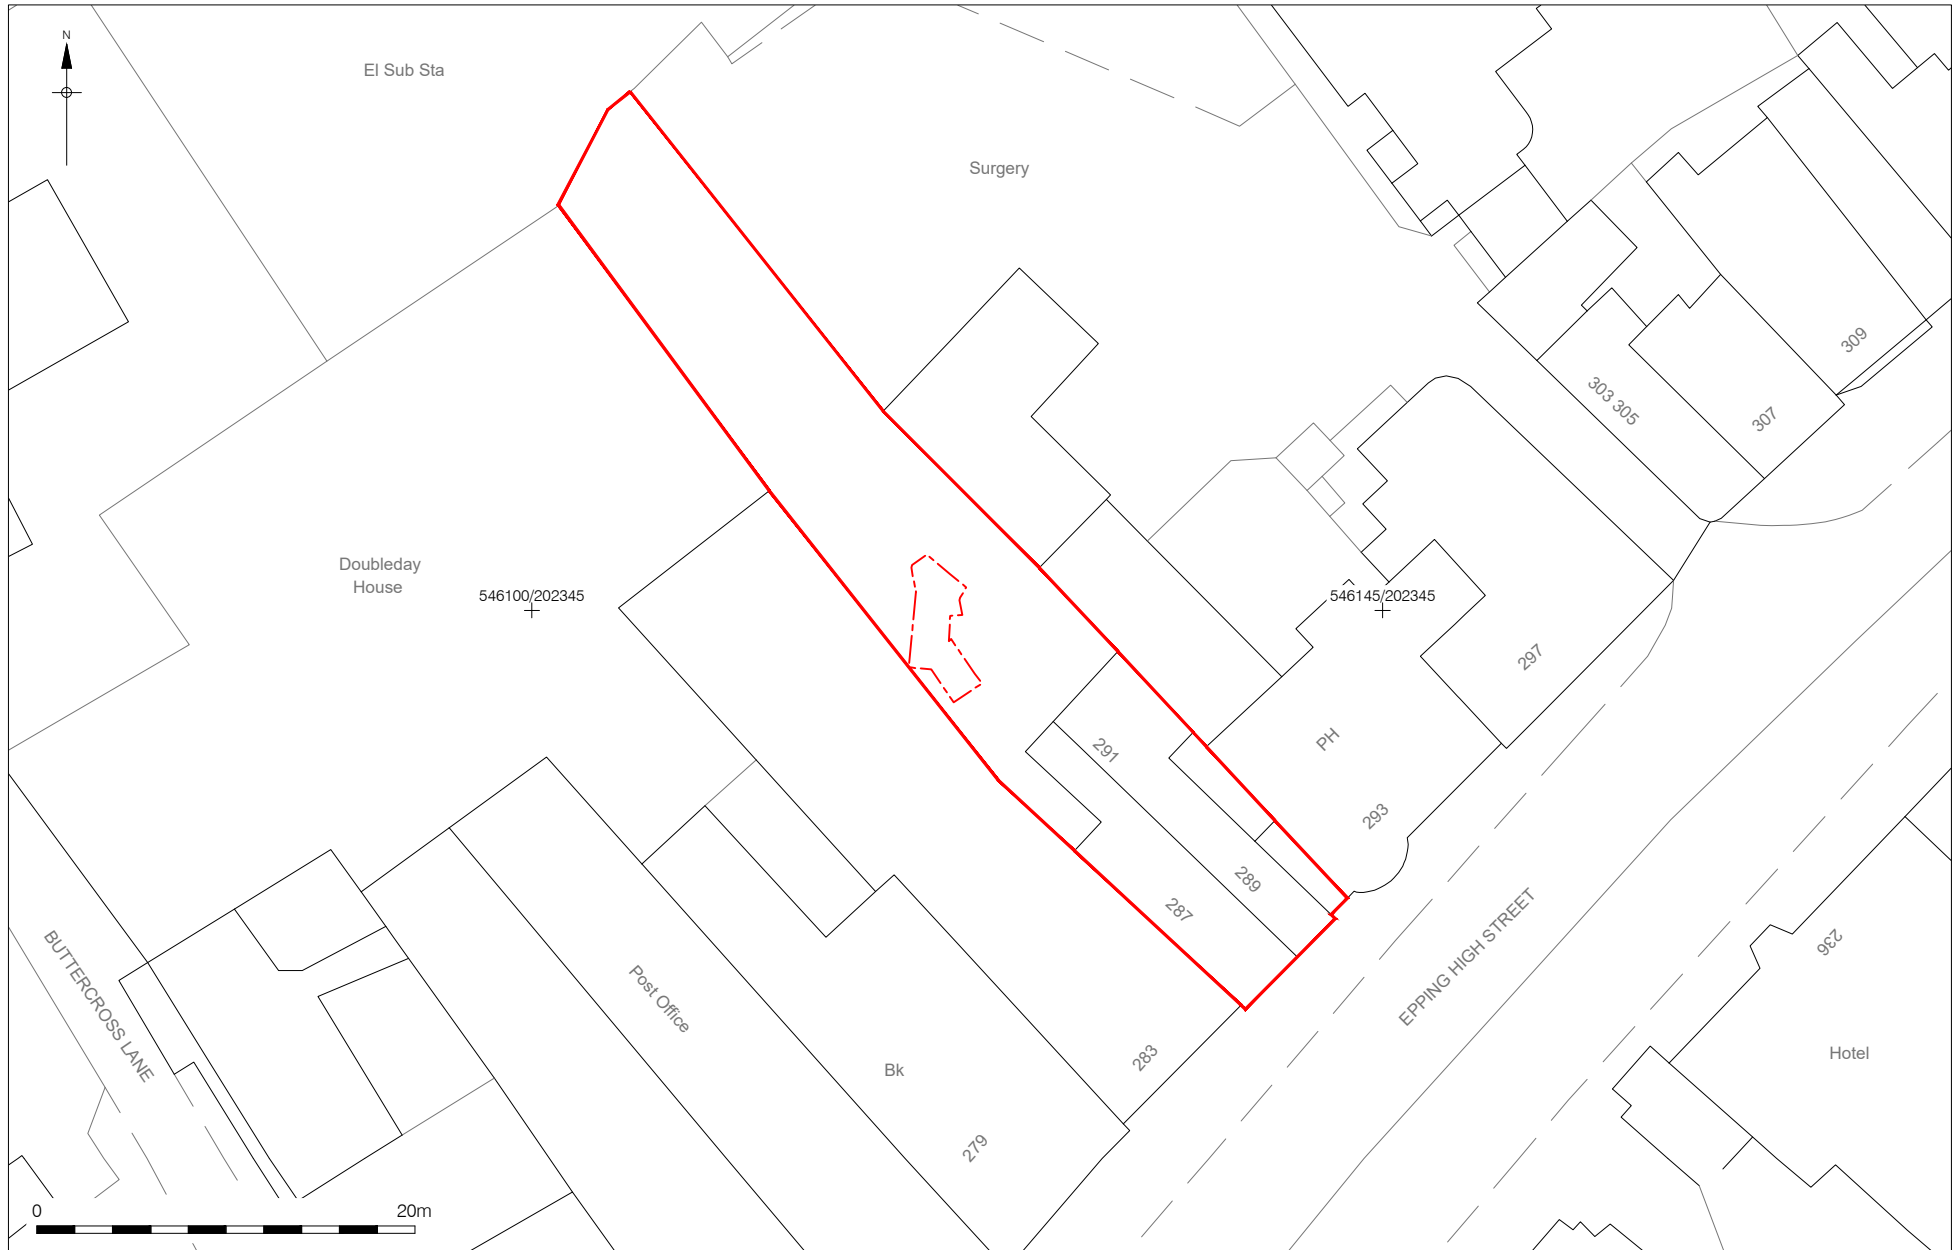 N
El Sub Sta
Surgery
309
303 305
307
Doubleday
House
546100/202345
546145/202345
297
PH
291
293
289
287
EPPING HIGH STREET
236
BUTTERCROSS LANE
Post Office
283
Hotel
Bk
279
0
20m